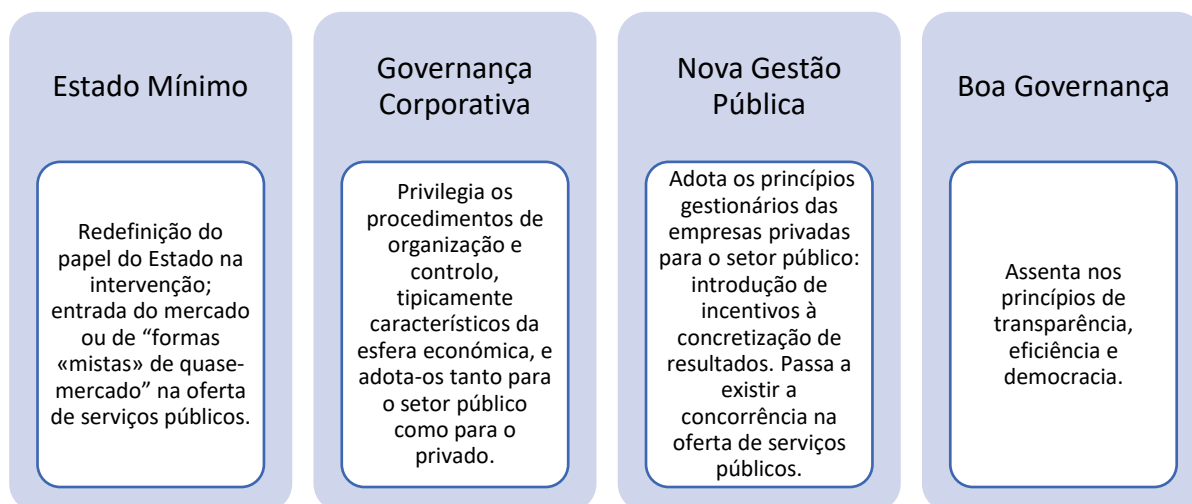 Estado Mínimo
Redefinição do
papel do Estado na
intervenção;
entrada do mercado
ou de “formas
«mistas» de quase-
mercado” na oferta
de serviços públicos.
Governança
Corporativa
Privilegia os
procedimentos de
organização e
controlo,
tipicamente
característicos da
esfera económica, e
adota-os tanto para
o setor público
como para o
privado.
Nova Gestão
Pública
Adota os princípios
gestionários das
empresas privadas
para o setor público:
introdução de
incentivos à
concretização de
resultados. Passa a
existir a
concorrência na
oferta de serviços
públicos.
Boa Governança
Assenta nos
princípios de
transparência,
eficiência e
democracia.